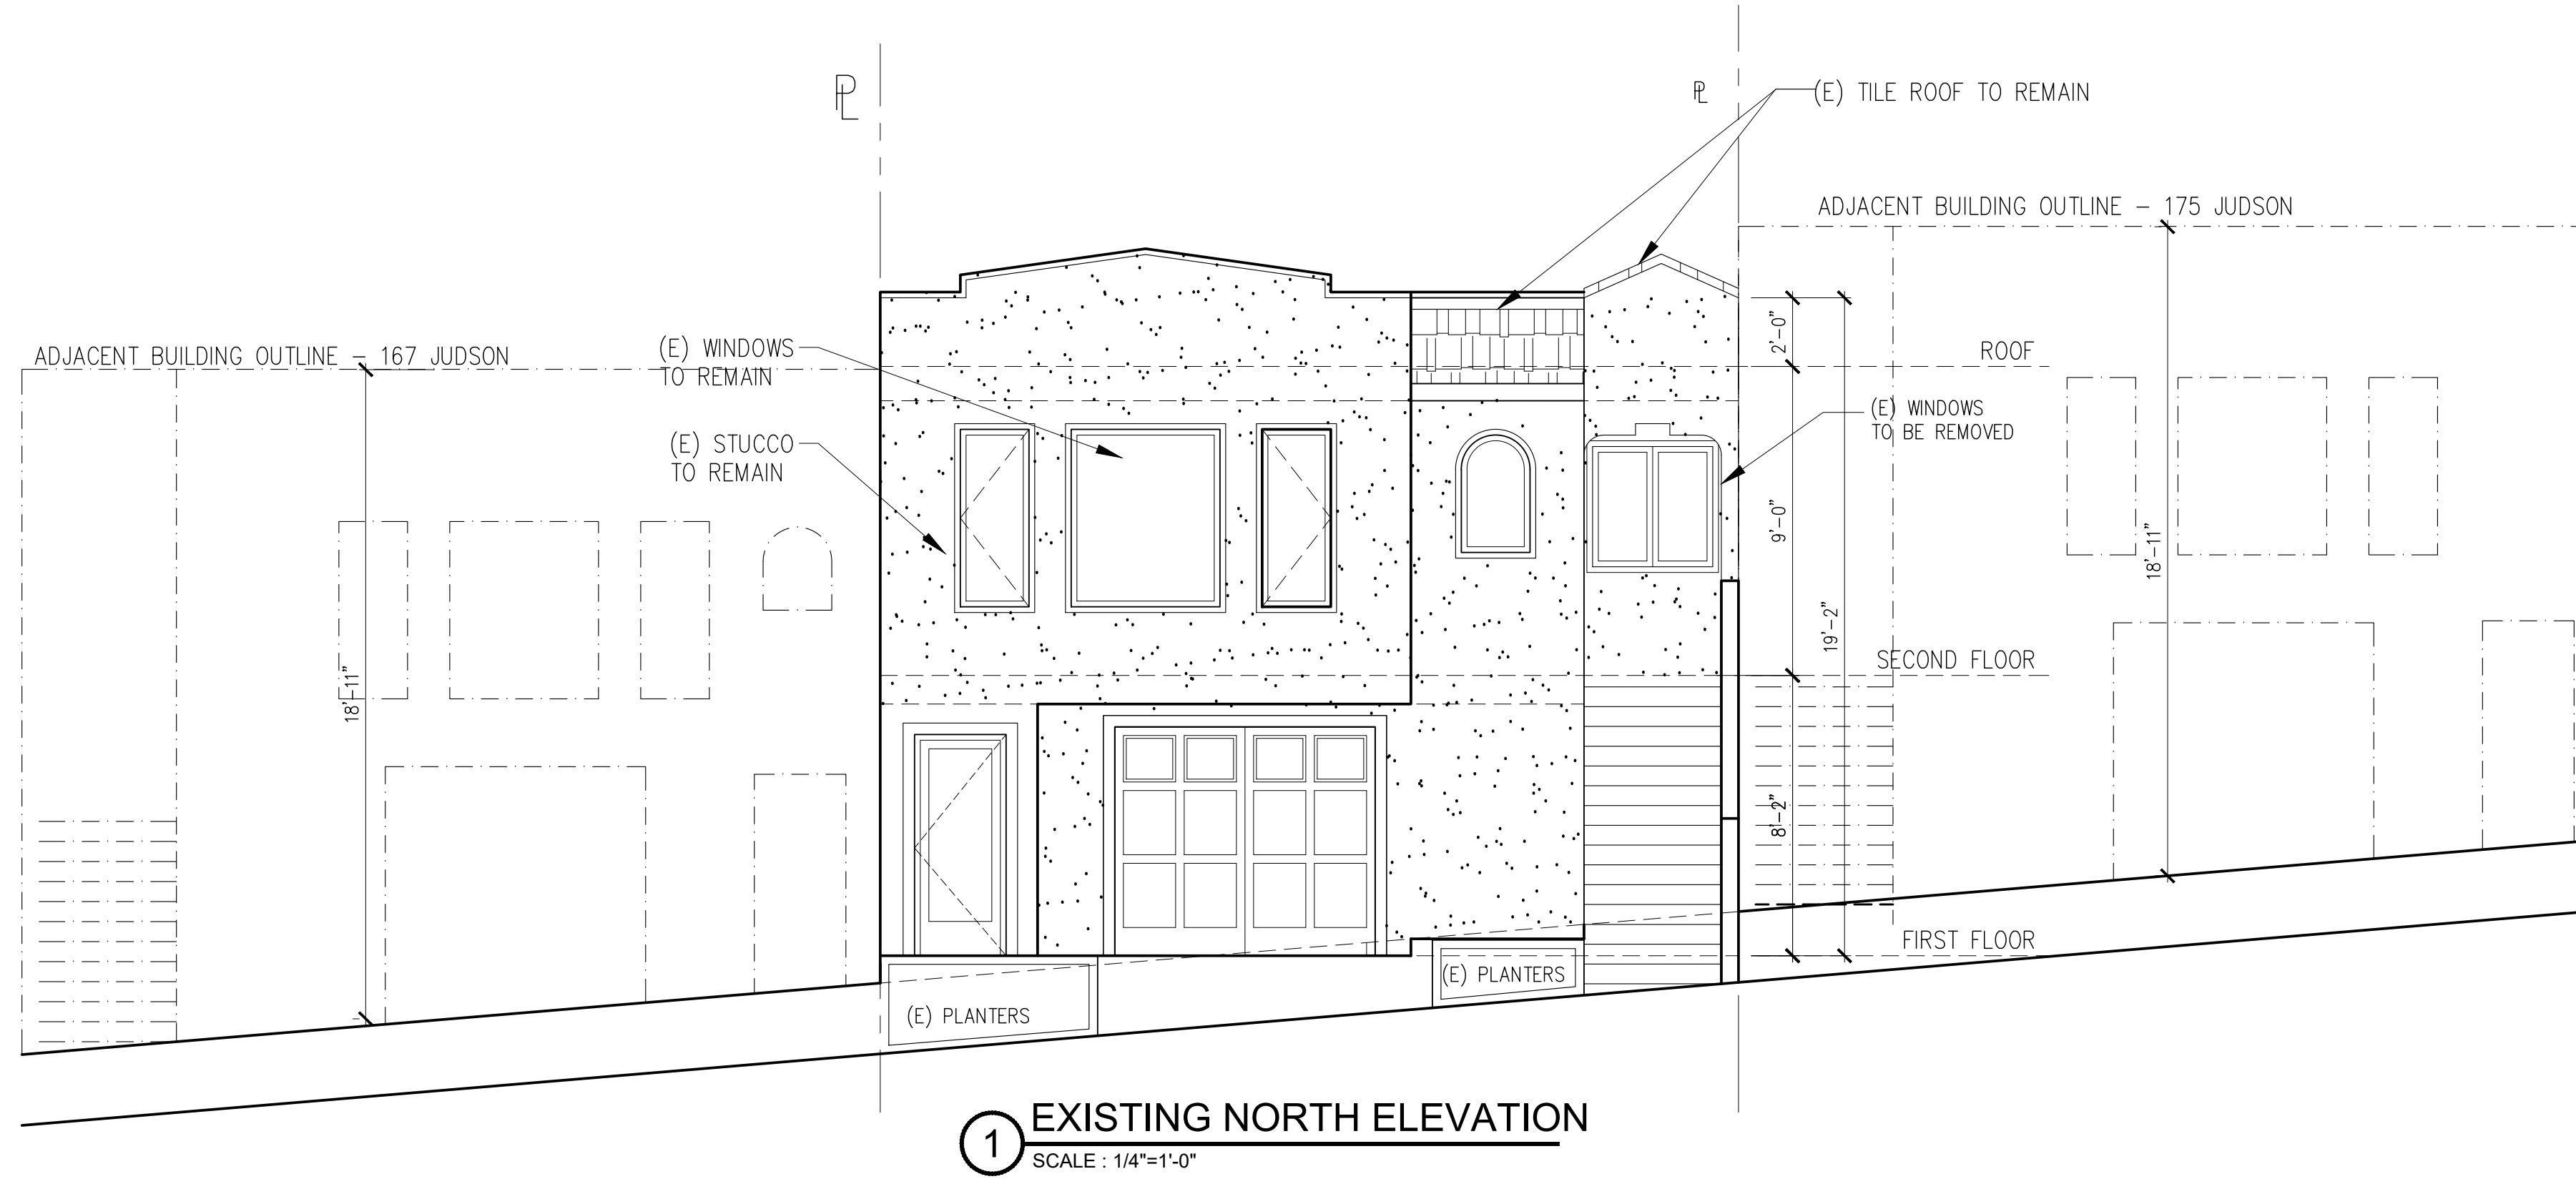 PL
PL
(E) TILE ROOF TO REMAIN
ADJACENT BUILDING OUTLINE – 175 JUDSON
ADJACENT BUILDING OUTLINE – 167 JUDSON
(E) WINDOWS
TO REMAIN
2'-0"
ROOF
(E) WINDOWS
TO BE REMOVED
(E) STUCCO
TO REMAIN
9'-0"
18'-11"
19'-2"
18'-11"
SECOND FLOOR
8'-2"
FIRST FLOOR
(E) PLANTERS
(E) PLANTERS
1
EXISTING NORTH ELEVATION
SCALE : 1/4"=1'-0"